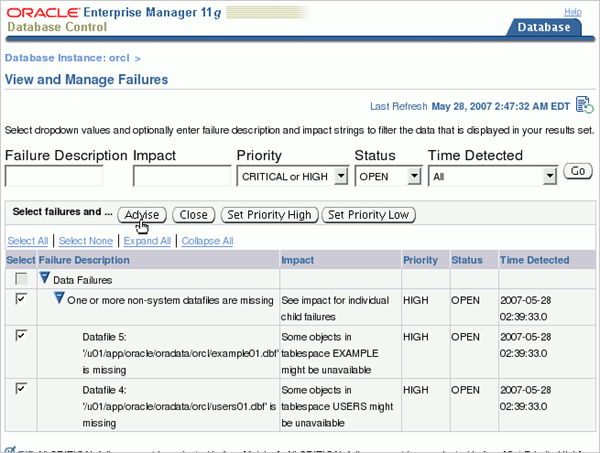 ORACLE Enterprise Manager 11g
Database Control
Help
Database
Database Instance: orcl >
View and Manage Failures
Last Refresh May 28, 2007 2:47:32 AM EDT
Select dropdown values and optionally enter failure description and impact strings to filter the data that is displayed in your results set.
Failure Description Impact Priority Status Time Detected
CRITICAL or HIGH OPEN All Go
Select failures and ... Advise Close Set Priority High Set Priority Low
Select All | Select None | Expand All | Collapse All
Select Failure Description Impact Priority Status Time Detected
Data Failures
One or more non-system datafiles are missing See impact for individual HIGH OPEN 2007-05-28
child failures 02:39:33.0
Datafile 5: Some objects in HIGH OPEN 2007-05-28
'/u01/app/oracle/oradata/orcl/example01.dbf' tablespace EXAMPLE 02:39:33.0
is missing might be unavailable
Datafile 4: Some objects in HIGH OPEN 2007-05-28
'/u01/app/oracle/oradata/orcl/users01.dbf' is tablespace USERS might 02:39:33.0
missing be unavailable